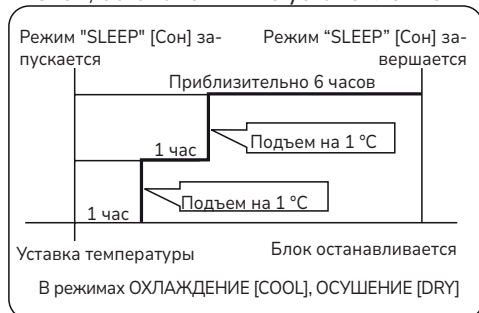 Режим "SLEEP" [Сон] за-
пускается
Режим “SLEEP” [Сон] за-
вершается
Приблизительно 6 часов
Подъем на 1 °C
1 час
Подъем на 1 °C
1 час
Уставка температуры
Блок останавливается
В режимах ОХЛАЖДЕНИЕ [COOL], ОСУШЕНИЕ [DRY]